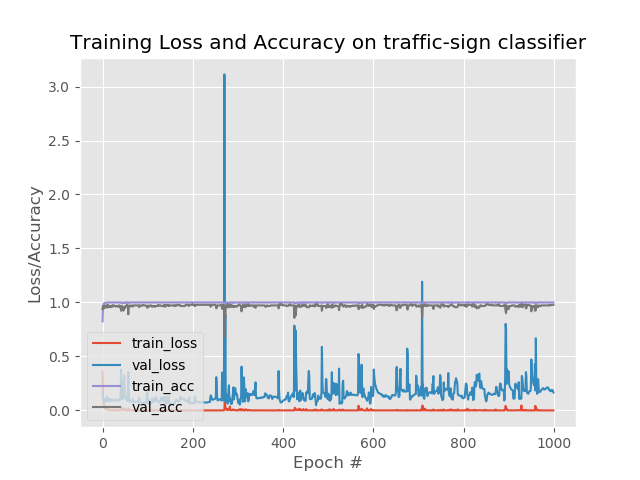 Training Loss and Accuracy on traffic-sign classifier
Loss/Accuracy
3.0
2.5
2.0
1.5
1.0
0.5
0.0
train_loss
val_loss
train_acc
val_acc
0 200 400 600 800 1000
Epoch #